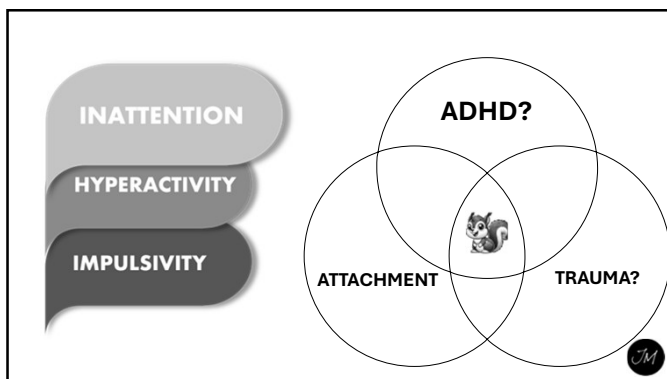 INATTENTION
HYPERACTIVITY
IMPULSIVITY
ADHD?
ATTACHMENT
TRAUMA?
JM